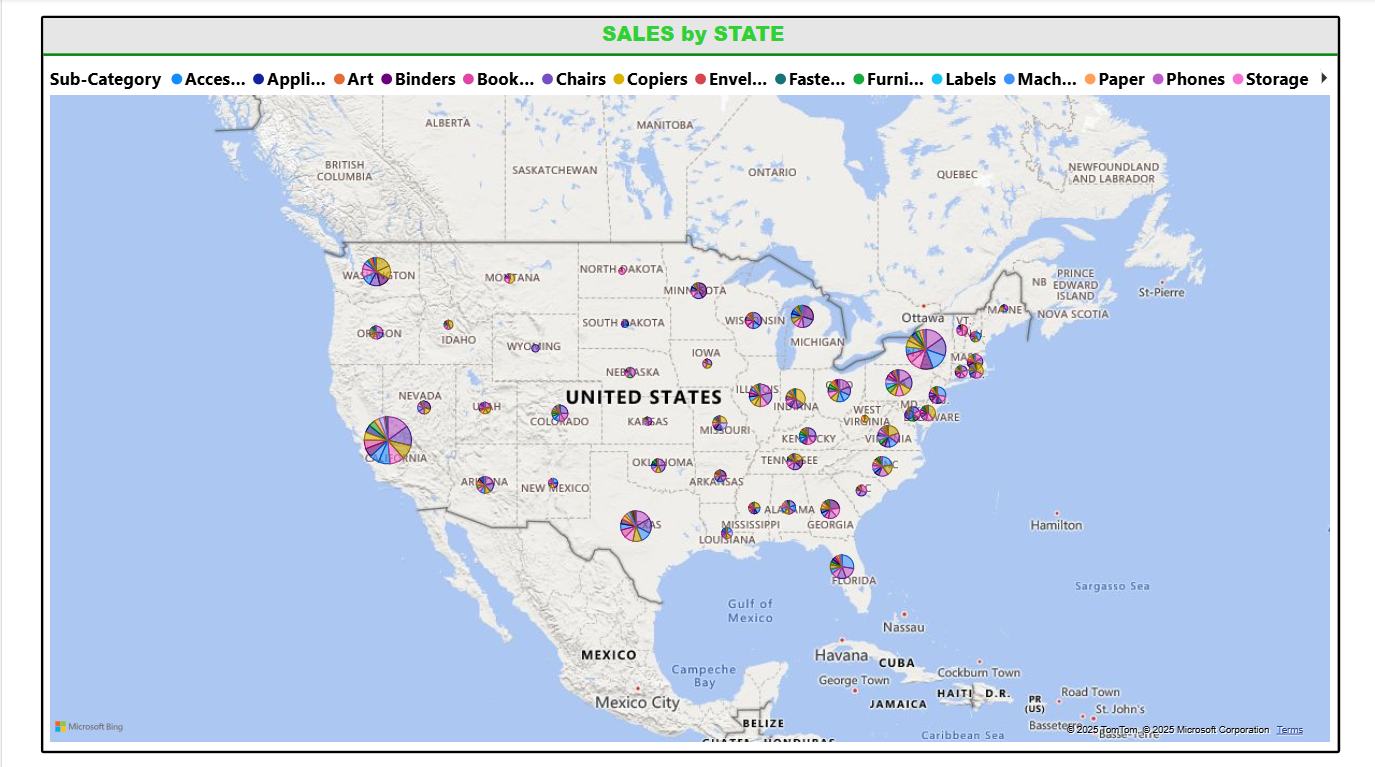 SALES by STATE
Sub-Category Acces... Appli... Art Binders Book... Chairs Copiers Envel... Faste... Furni... Labels Mach... Paper Phones Storage
ALBERTA
MANITOBA
BRITISH
COLUMBIA
SASKATCHEWAN
ONTARIO
QUEBEC
NEWFOUNDLAND
AND LABRADOR
NORTH DAKOTA
MONTANA
PRINCE
EDWARD
ISLAND
NB
St-Pierre
MAINE
NOVA SCOTIA
Ottawa
VT.
SOUTH DAKOTA
WISCONSIN
IDAHO
WYOMING
MICHIGAN
IOWA
NEBRASKA
UNITED STATES
NEVADA
UTAH
COLORADO
KANSAS
MISSOURI
INDIANA
WEST
VIRGINIA
MD.
KENTUCKY
VIRGINIA
CALIFORNIA
OKLAHOMA
TENNESSEE
ARIZONA
NEW MEXICO
ARKANSAS
MISSISSIPPI
ALABAMA
GEORGIA
LOUISIANA
Hamilton
FLORIDA
Sargasso Sea
Gulf of
Mexico
Nassau
MEXICO
Havana
CUBA
Campeche
Bay
Cockburn Town
George Town
HAITI
D.R.
PR
(US)
Road Town
Mexico City
JAMAICA
St. John's
BELIZE
Basseterre
Microsoft Bing
© 2025 TomTom, © 2025 Microsoft Corporation Terms
Caribbean Sea